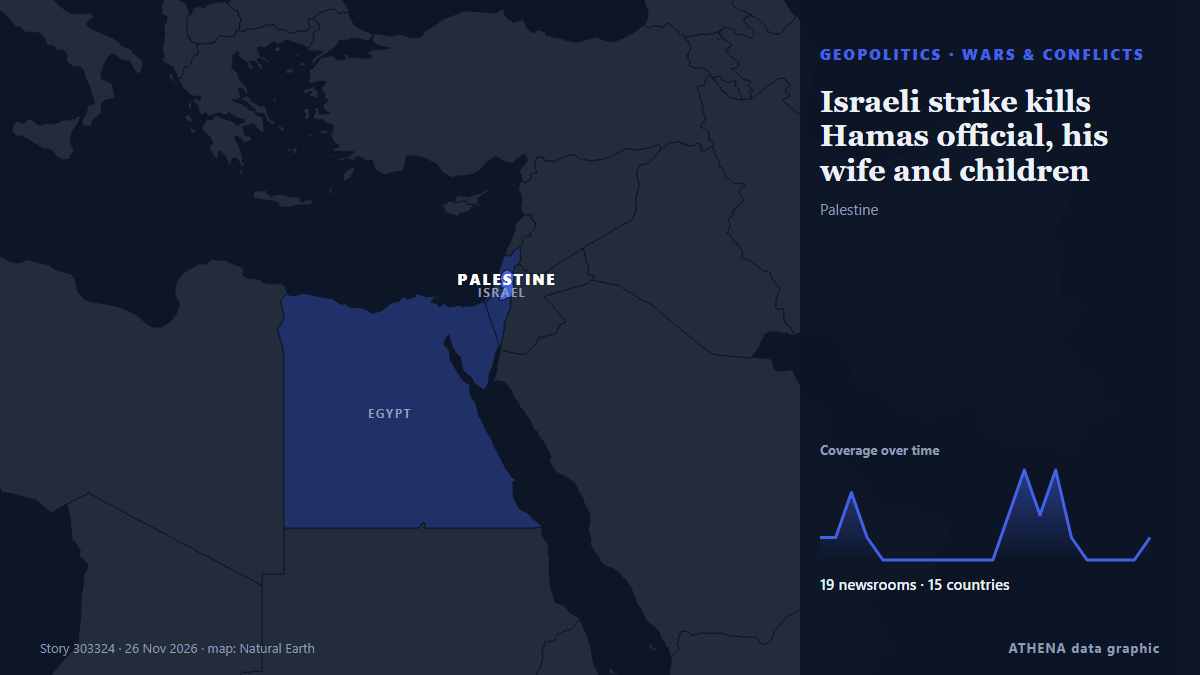 GEOPOLITICS · WARS & CONFLICTS
Israeli strike kills
Hamas official, his
wife and children
Palestine
PALESTINE
ISRAEL
EGYPT
Coverage over time
19 newsrooms · 15 countries
Story 303324 · 26 Nov 2026 · map: Natural Earth
ATHENA data graphic